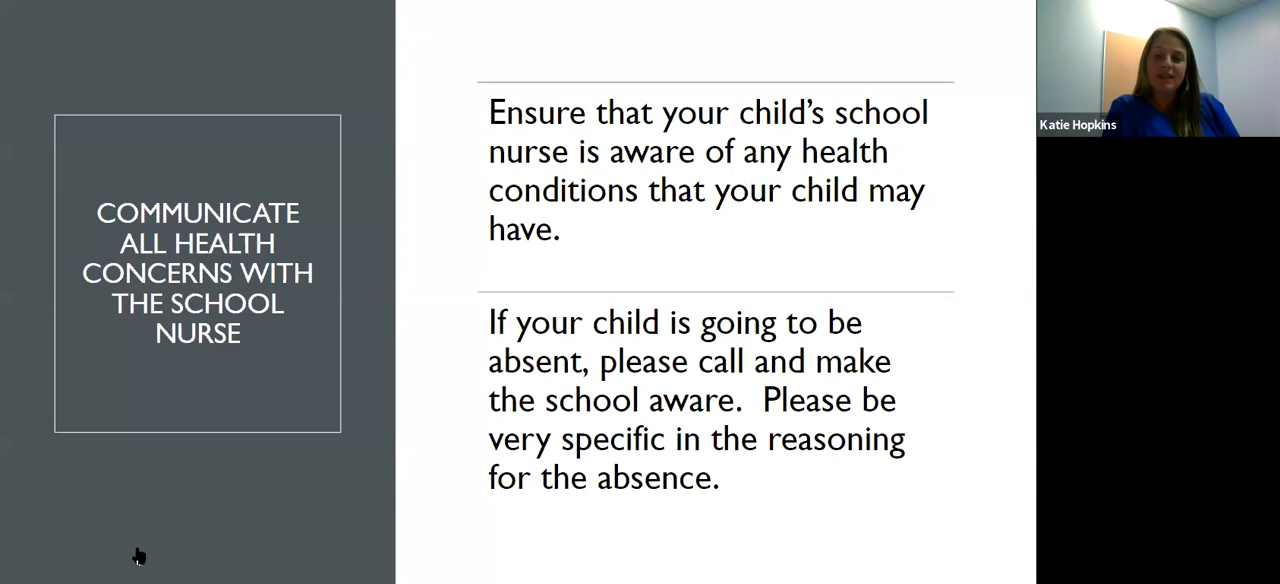 COMMUNICATE
ALL HEALTH
CONCERNS WITH
THE SCHOOL
NURSE
Ensure that your child's school
nurse is aware of any health
conditions that your child may
have.
If your child is going to be
absent, please call and make
the school aware.  Please be
very specific in the reasoning
for the absence.
Katie Hopkins